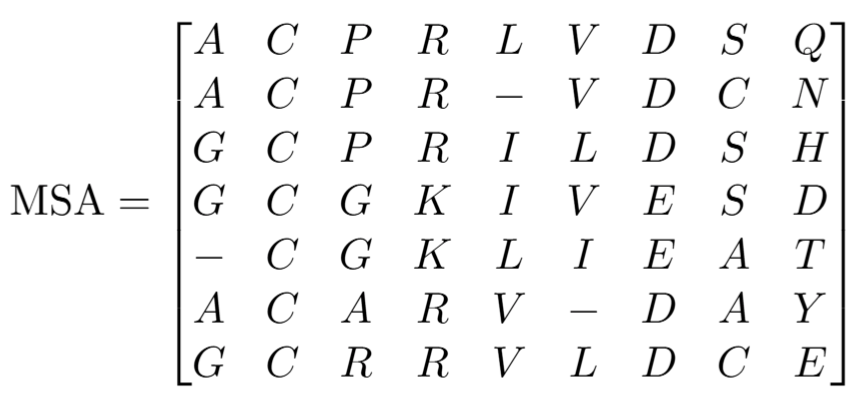 A C P R L V D S Q
A C P R − V D C N
G C P R I L D S H
MSA = G C G K I V E S D
− C G K L I E A T
A C A R V − D A Y
G C R R V L D C E